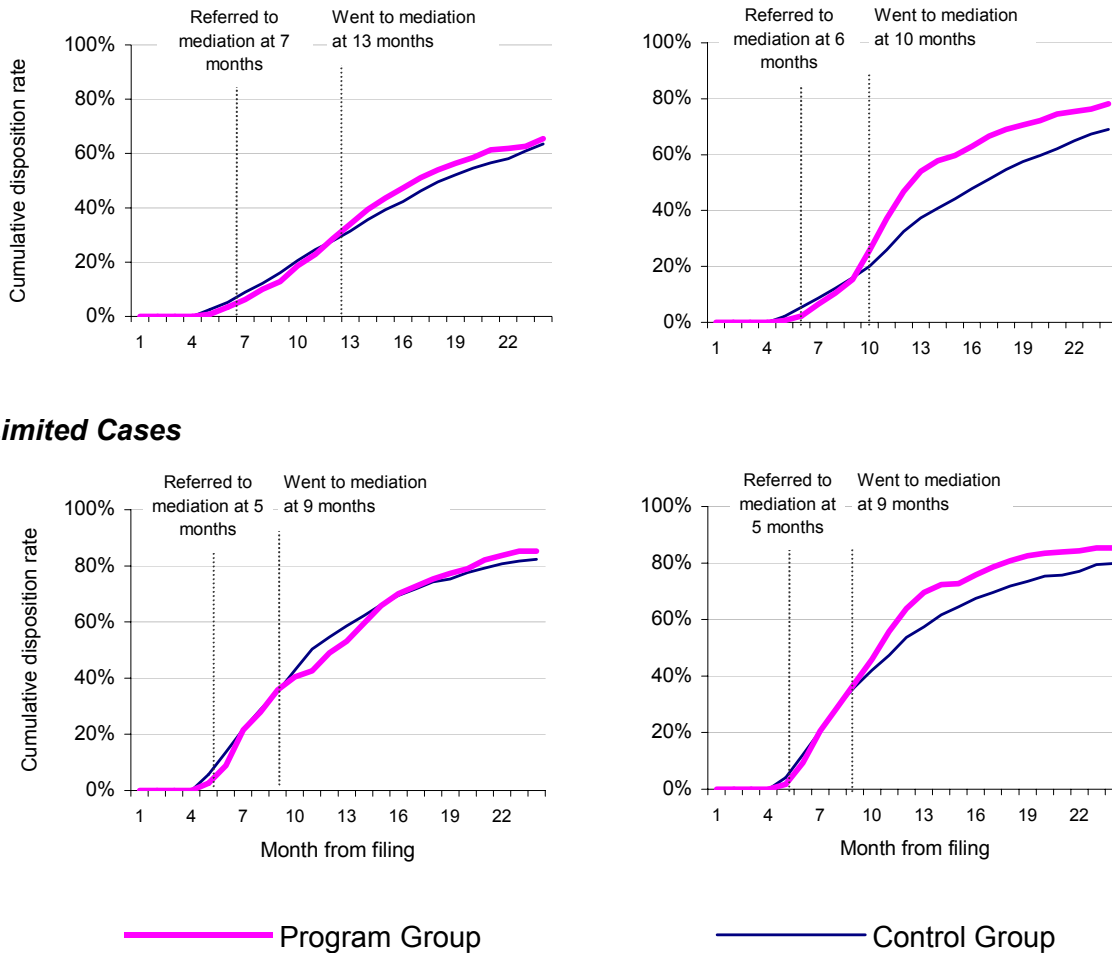 Referred to
mediation at 7
months
Went to mediation
at 13 months
100%
80%
60%
40%
20%
0%
Cumulative disposition rate
1 4 7 10 13 16 19 22
Referred to
mediation at 6
months
Went to mediation
at 10 months
100%
80%
60%
40%
20%
0%
1 4 7 10 13 16 19 22
imited Cases
Referred to
mediation at 5
months
Went to mediation
at 9 months
100%
80%
60%
40%
20%
0%
Cumulative disposition rate
1 4 7 10 13 16 19 22
Month from filing
Referred to
mediation at
5 months
Went to mediation
at 9 months
100%
80%
60%
40%
20%
0%
1 4 7 10 13 16 19 22
Month from filing
Program Group
Control Group